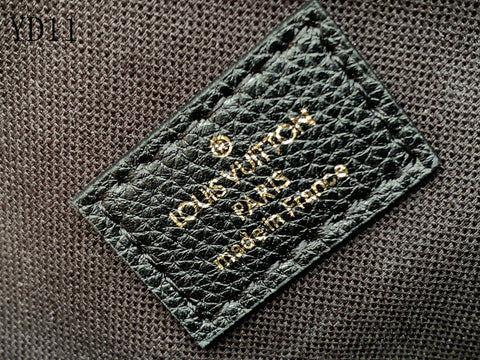 YD11
LOUIS VUITTON
PARIS
made in France